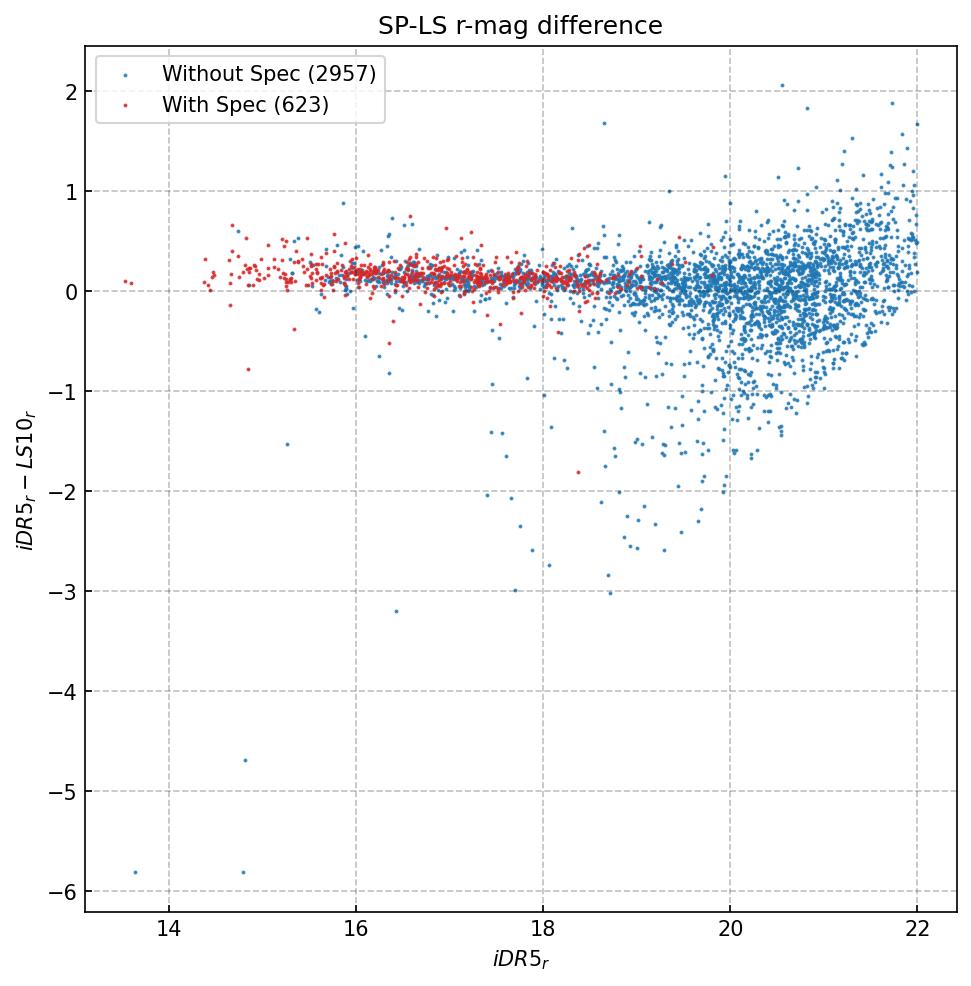 SP-LS r-mag difference
Without Spec (2957)
With Spec (623)
2
1
0
−1
−2
−3
−4
−5
−6
iDR5r − LS10r
14
16
18
20
22
iDR5r